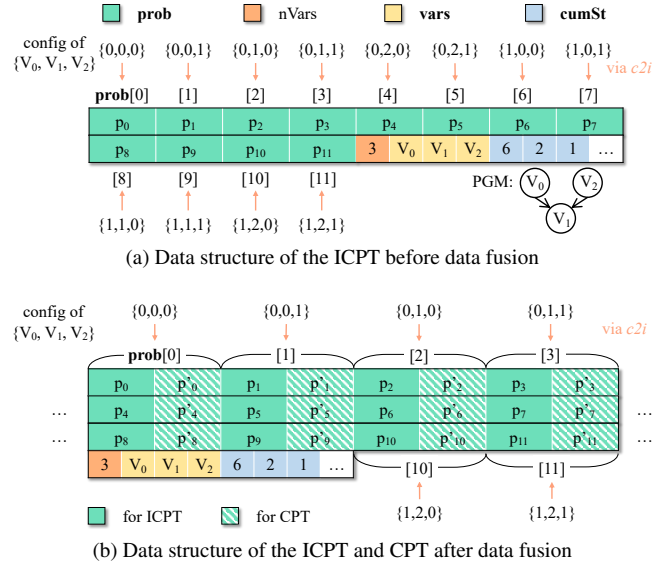 prob nVars vars cumSt
config of {0,0,0} {0,0,1} {0,1,0} {0,1,1} {0,2,0} {0,2,1} {1,0,0} {1,0,1}
{V0, V1, V2} via c2i
prob[0] [1] [2] [3] [4] [5] [6] [7]
p0 p1 p2 p3 p4 p5 p6 p7
p8 p9 p10 p11 3 V0 V1 V2 6 2 1 ...
[8] [9] [10] [11] PGM: V0 V2
{1,1,0} {1,1,1} {1,2,0} {1,2,1} V1
(a) Data structure of the ICPT before data fusion
config of {0,0,0} {0,0,1} {0,1,0} {0,1,1}
{V0, V1, V2} via c2i
prob[0] [1] [2] [3]
p0 p'0 p1 p'1 p2 p'2 p3 p'3
... p4 p'4 p5 p'5 p6 p'6 p7 p'7 ...
... p8 p'8 p9 p'9 p10 p'10 p11 p'11 ...
3 V0 V1 V2 6 2 1 ... [10] [11]
for ICPT for CPT {1,2,0} {1,2,1}
(b) Data structure of the ICPT and CPT after data fusion